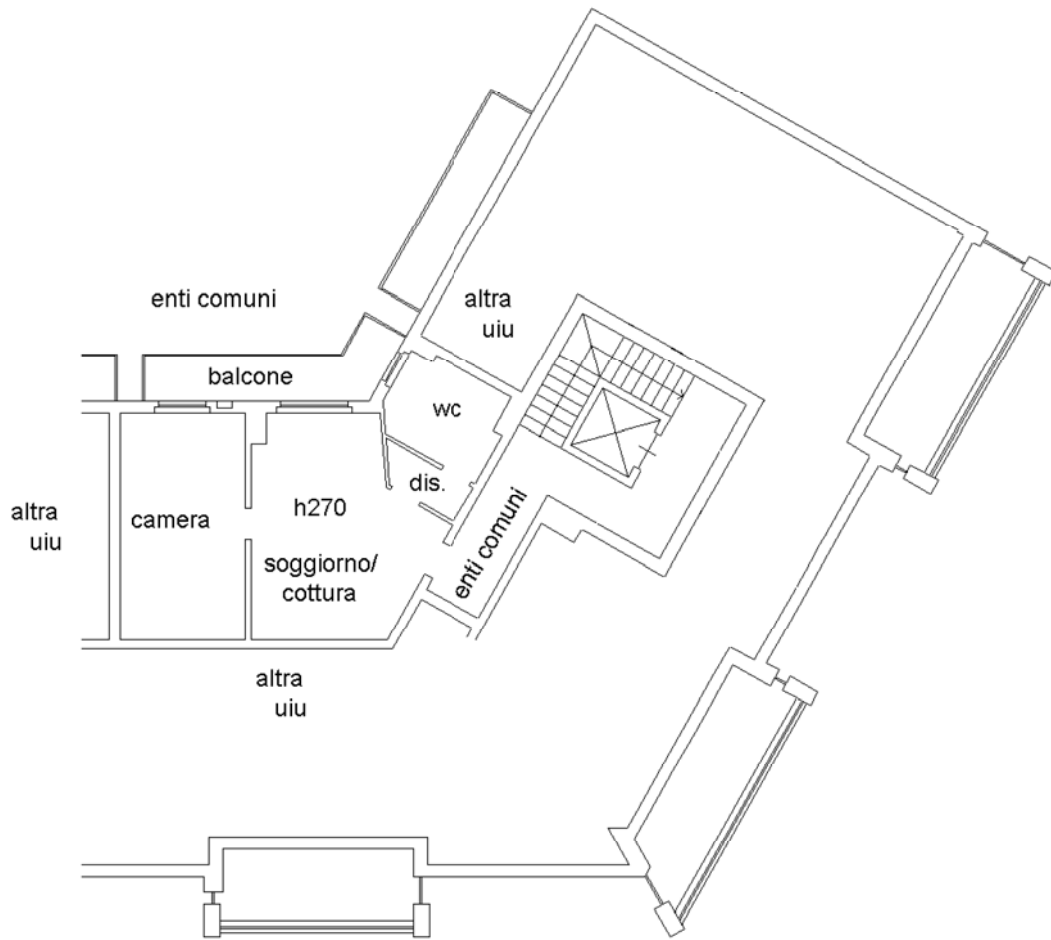 enti comuni
altra
uiu
balcone
wc
dis.
altra
uiu
camera
h270
soggiorno/
cottura
enti comuni
altra
uiu